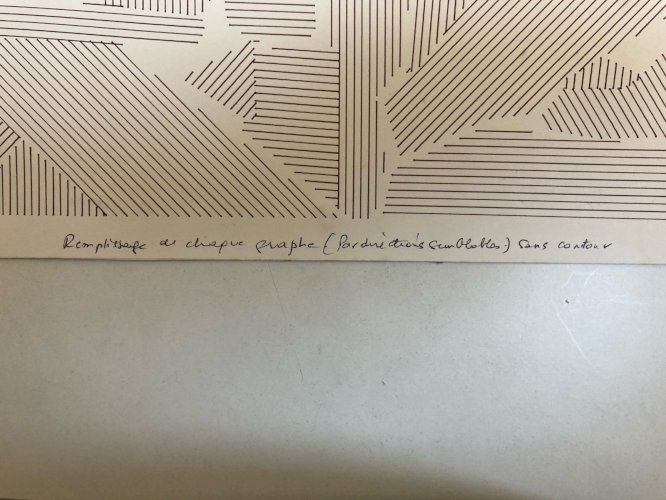 Remplissage de chaque graphe (Par directions semblables) sans contour